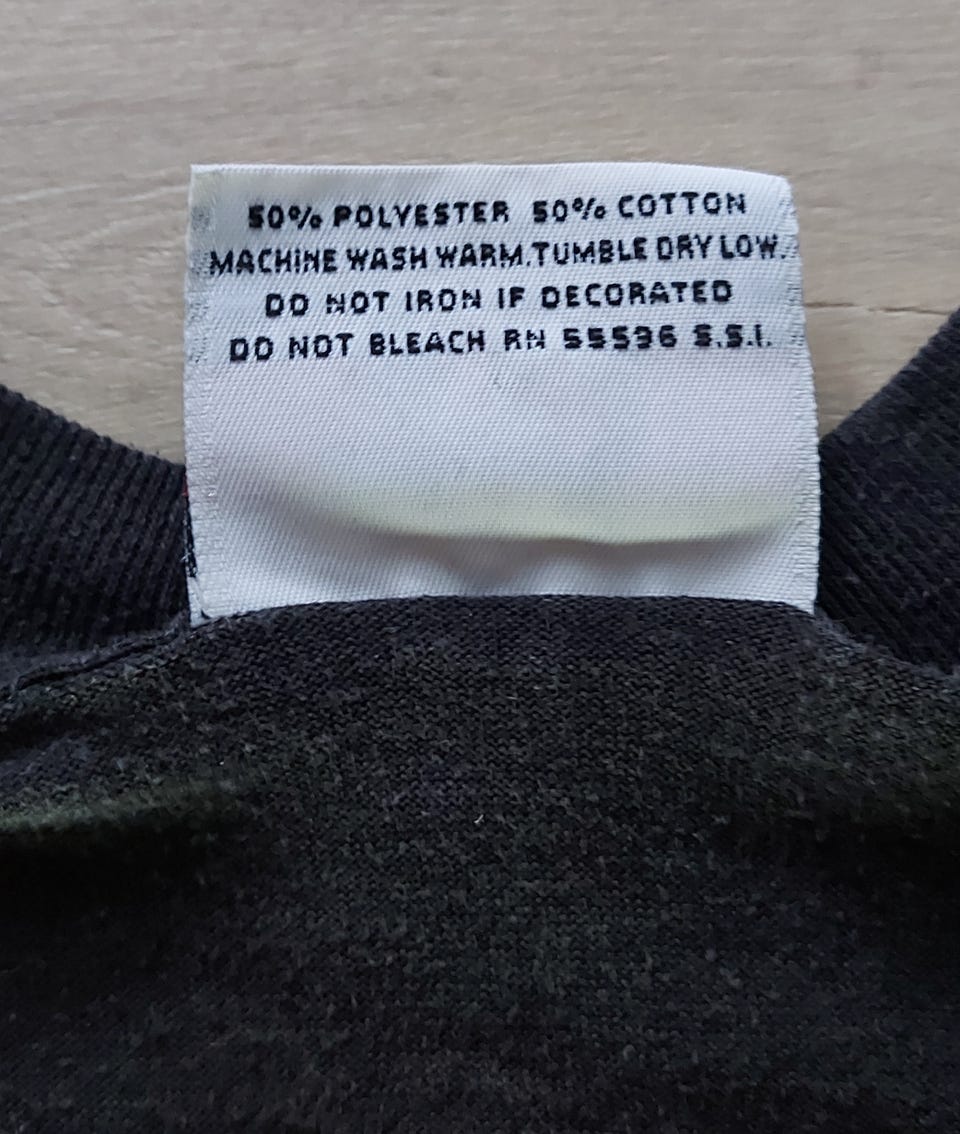 50% POLYESTER 50% COTTON
MACHINE WASH WARM.TUMBLE DRY LOW.
DO NOT IRON IF DECORATED
DO NOT BLEACH RN 55596 S.S.I.